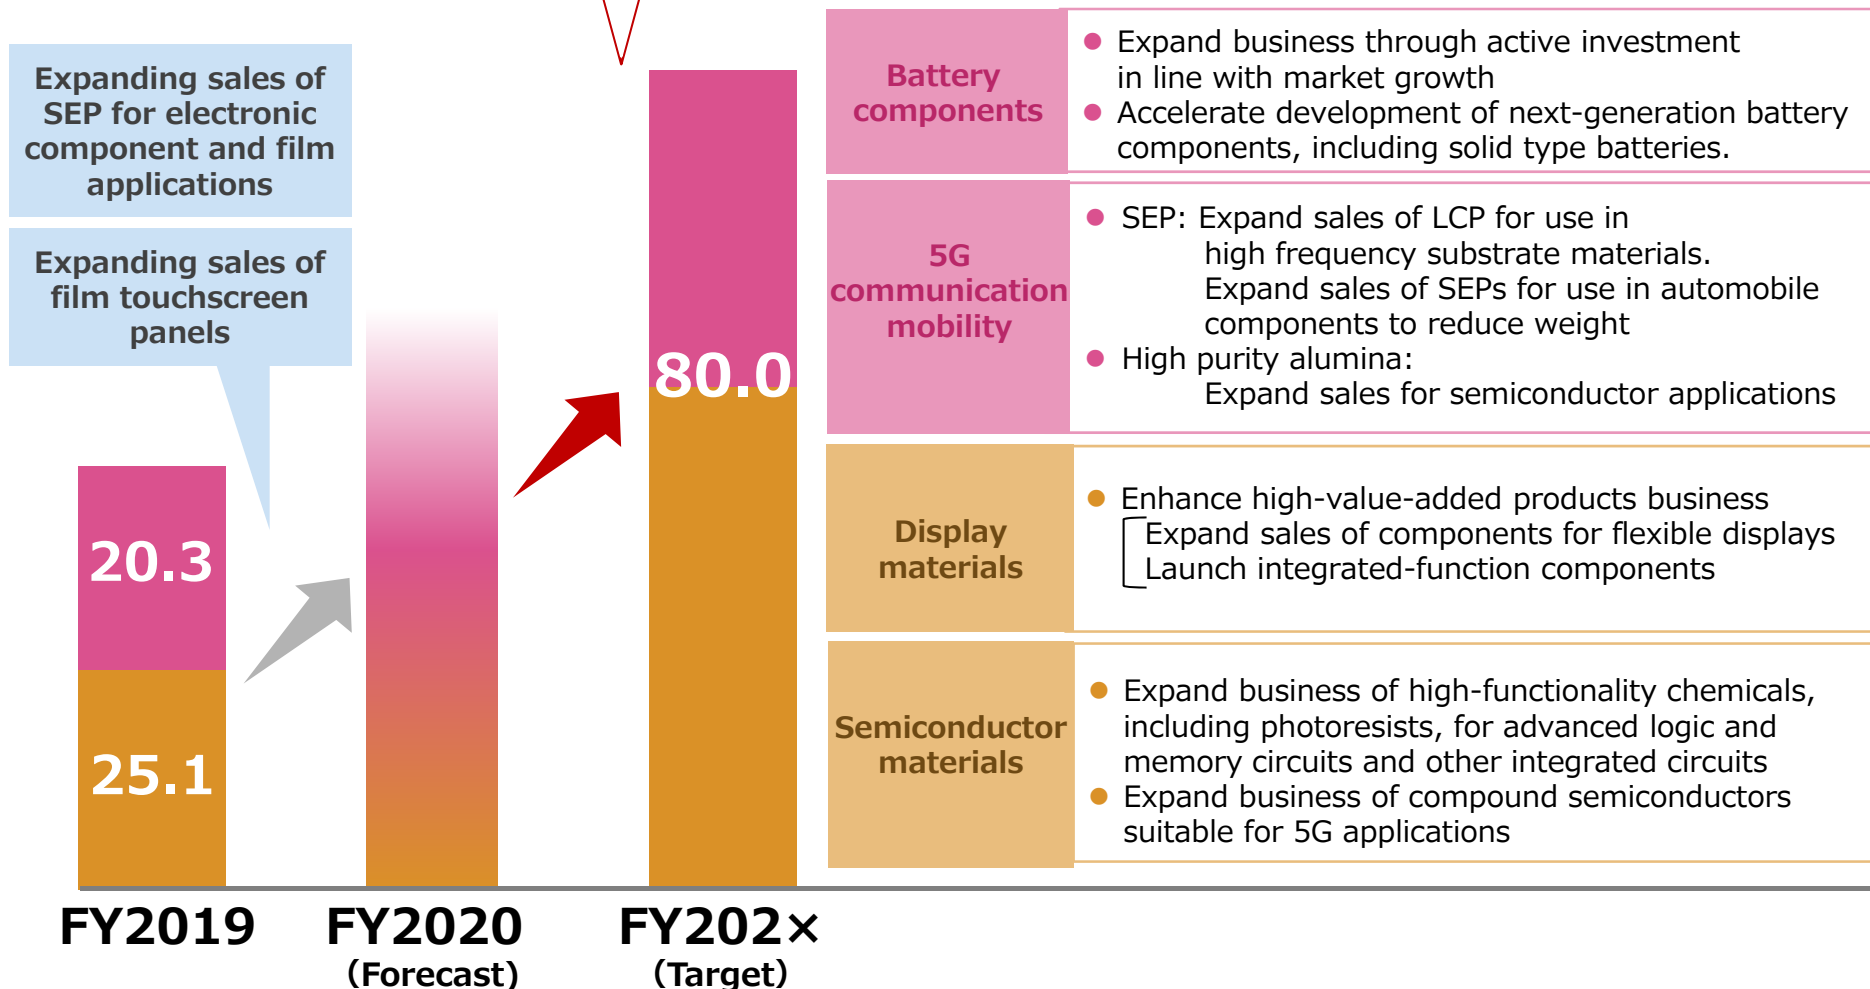 Expanding sales of
SEP for electronic
component and film
applications
Expanding sales of
film touchscreen
panels
20.3
25.1
80.0
FY2019
FY2020
(Forecast)
FY202×
(Target)
Battery
components
● Expand business through active investment
in line with market growth
● Accelerate development of next-generation battery
components, including solid type batteries.
5G
communication
mobility
● SEP: Expand sales of LCP for use in
high frequency substrate materials.
Expand sales of SEPs for use in automobile
components to reduce weight
● High purity alumina:
Expand sales for semiconductor applications
Display
materials
● Enhance high-value-added products business
Expand sales of components for flexible displays
Launch integrated-function components
Semiconductor
materials
● Expand business of high-functionality chemicals,
including photoresists, for advanced logic and
memory circuits and other integrated circuits
● Expand business of compound semiconductors
suitable for 5G applications